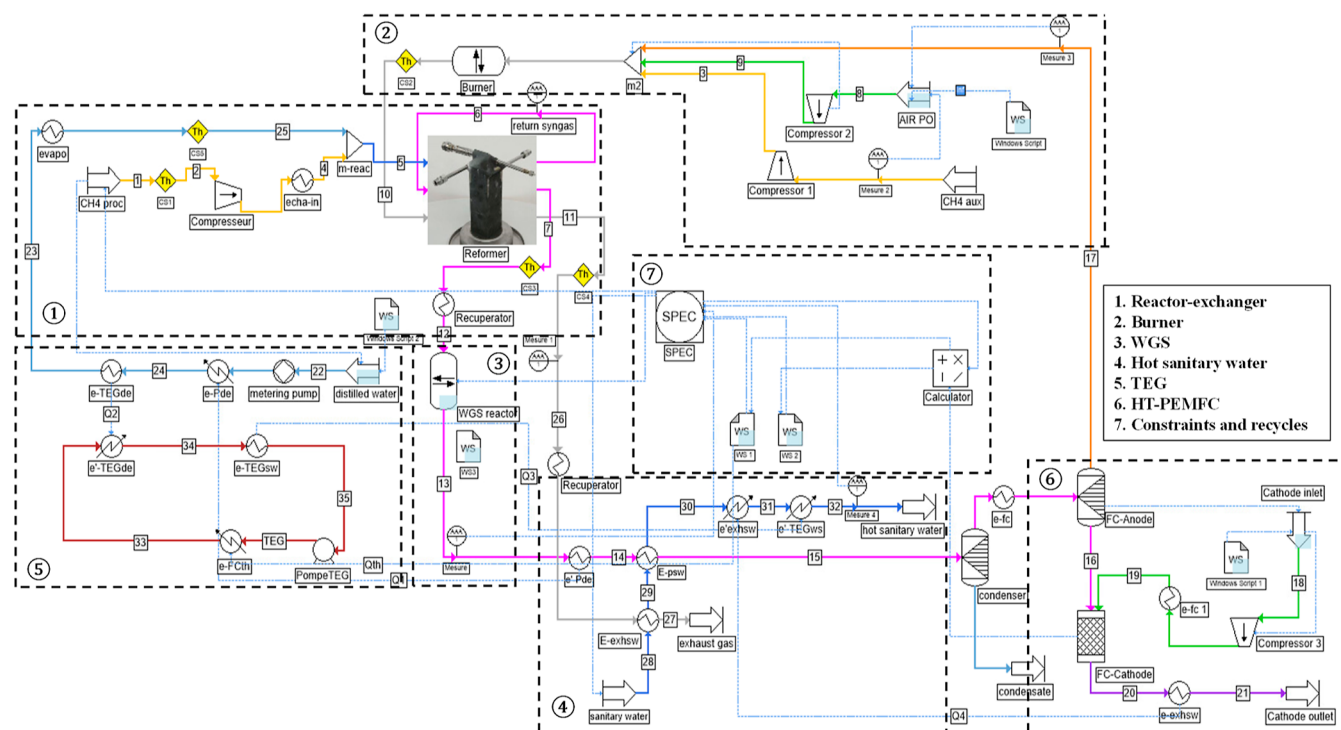 ②
Th
CS2
Burner
m2
9
3
8
Compressor 2
AIR PO
WS
Windows Script
Mesure 3
Compressor 1
Mesure 2
CH4 aux
17
evapo
Th
CS5
25
6
return syngas
m-reac
5
CH4 proc
1
Th
CS1
2
Compresseur
4
echa-in
10
11
7
Reformer
23
Th
CS3
Th
CS4
①
Recuperator
12
WS
Windows Script 2
Mesure 1
⑦
SPEC
SPEC
+ ×
- /
Calculator
WS
WS 1
WS
WS 2
1. Reactor-exchanger
2. Burner
3. WGS
4. Hot sanitary water
5. TEG
6. HT-PEMFC
7. Constraints and recycles
e-TEGde
24
e-Pde
metering pump
22
distilled water
③
WGS reactor
WS
WS3
13
26
Recuperator
Q2
e'-TEGde
34
e-TEGsw
35
33
e-FCth
TEG
PompeTEG
Qth
⑤
Q3
Mesure
e'-Pde
14
E-psw
15
30
e'exhsw
31
e'-TEGws
32
Mesure 4
hot sanitary water
29
E-exhsw
27
exhaust gas
28
sanitary water
④
condenser
condensate
Q4
e-fc
⑥
FC-Anode
Cathode inlet
16
19
WS
Windows Script 1
18
e-fc 1
Compressor 3
FC-Cathode
20
e-exhsw
21
Cathode outlet